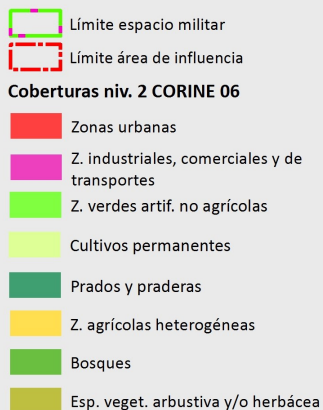 Límite espacio militar
Límite área de influencia
Coberturas niv. 2 CORINE 06
Zonas urbanas
Z. industriales, comerciales y de
transportes
Z. verdes artif. no agrícolas
Cultivos permanentes
Prados y praderas
Z. agrícolas heterogéneas
Bosques
Esp. veget. arbustiva y/o herbácea